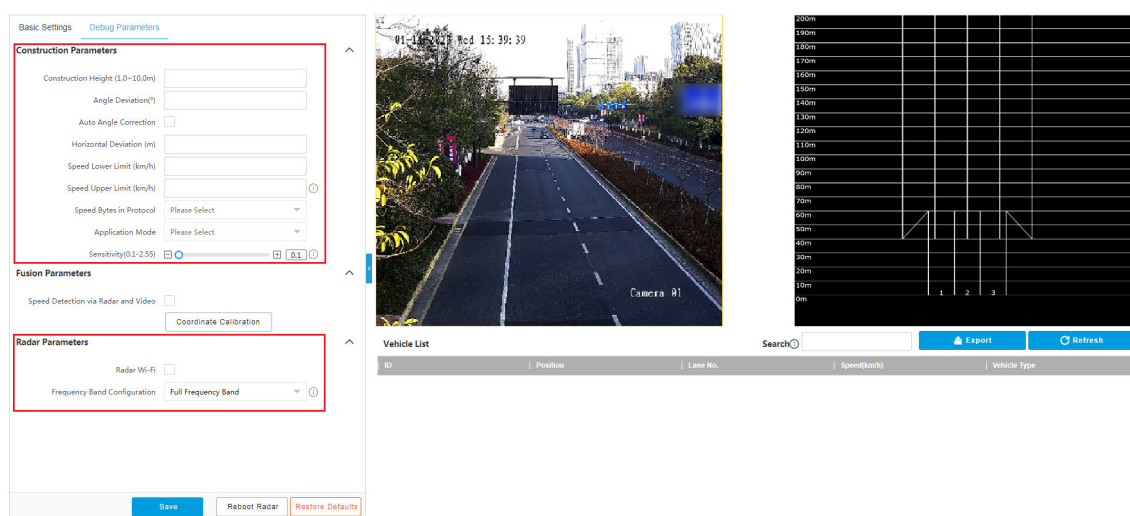 Basic Settings Debug Parameters
Construction Parameters
Construction Height (1.0~10.0m)
Angle Deviation(°)
Auto Angle Correction
Horizontal Deviation (m)
Speed Lower Limit (km/h)
Speed Upper Limit (km/h)
Speed Bytes in Protocol Please Select
Application Mode Please Select
Sensitivity(0.1-2.55) 0.1
Fusion Parameters
Speed Detection via Radar and Video
Coordinate Calibration
Radar Parameters
Radar Wi-Fi
Frequency Band Configuration Full Frequency Band
Save Reboot Radar Restore Defaults
Wed 15:39:39
Camera 01
200m
190m
180m
170m
160m
150m
140m
130m
120m
110m
100m
90m
80m
70m
60m
50m
40m
30m
20m
10m
0m
1 2 3
Vehicle List Search Export Refresh
ID Position Lane No. Speed(km/h) Vehicle Type